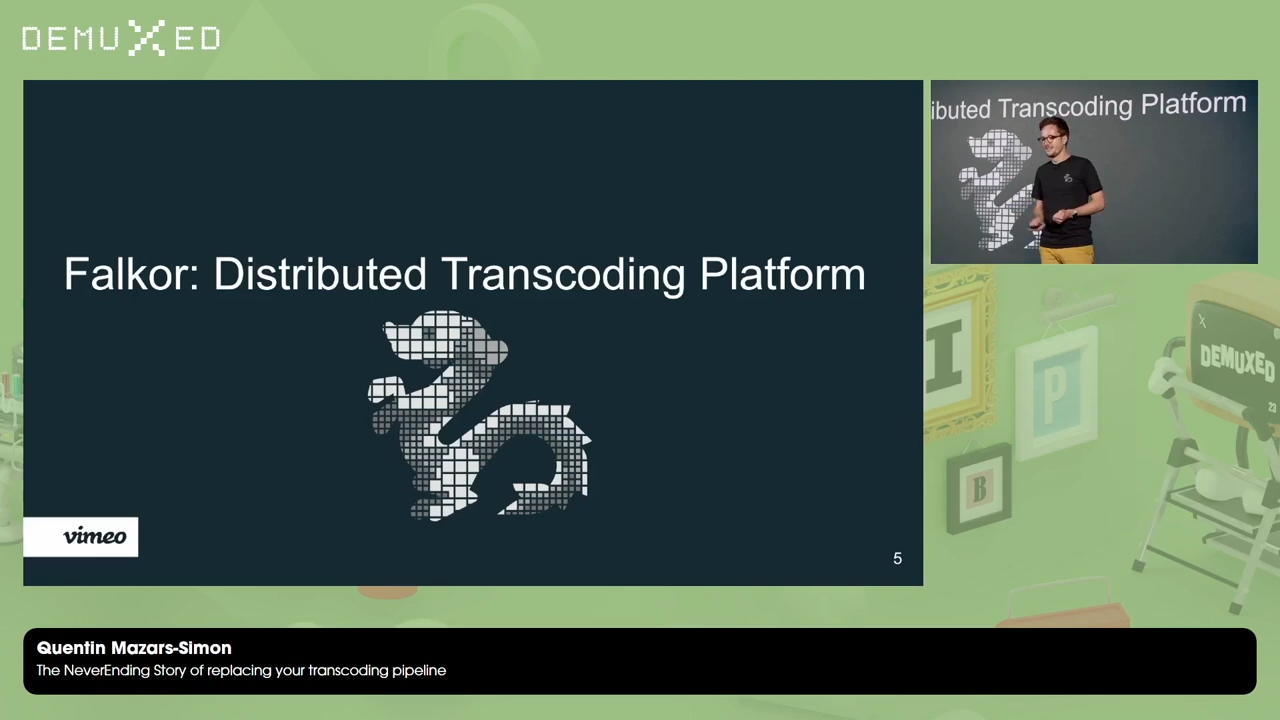 DEMUXED
Falkor: Distributed Transcoding Platform
vimeo
5
ibuted Transcoding Platform
I
P
B
DEMUXED
Quentin Mazars-Simon
The NeverEnding Story of replacing your transcoding pipeline